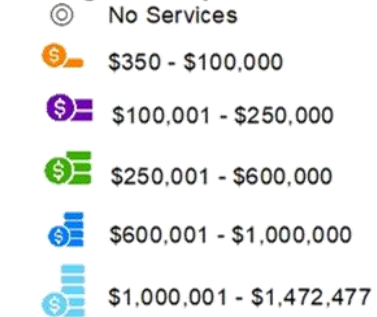 No Services
$350 - $100,000
$100,001 - $250,000
$250,001 - $600,000
$600,001 - $1,000,000
$1,000,001 - $1,472,477